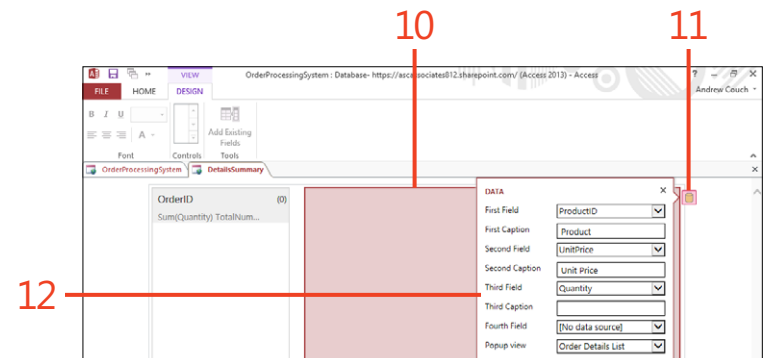 10 11
VIEW OrderProcessingSystem : Database- https://ascassociates812.sharepoint.com/ (Access 2013) - Access ?
FILE HOME DESIGN Andrew Couch
B I U
A
Add Existing
Fields
Font Controls Tools
OrderProcessingSystem DetailsSummary
OrderID (0)
Sum(Quantity) TotalNum...
DATA
First Field ProductID
First Caption Product
Second Field UnitPrice
Second Caption Unit Price
12
Third Field Quantity
Third Caption
Fourth Field [No data source]
Popup view Order Details List